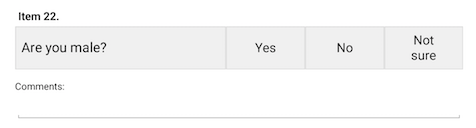 Item 22.
Are you male? Yes No Not sure
Comments: